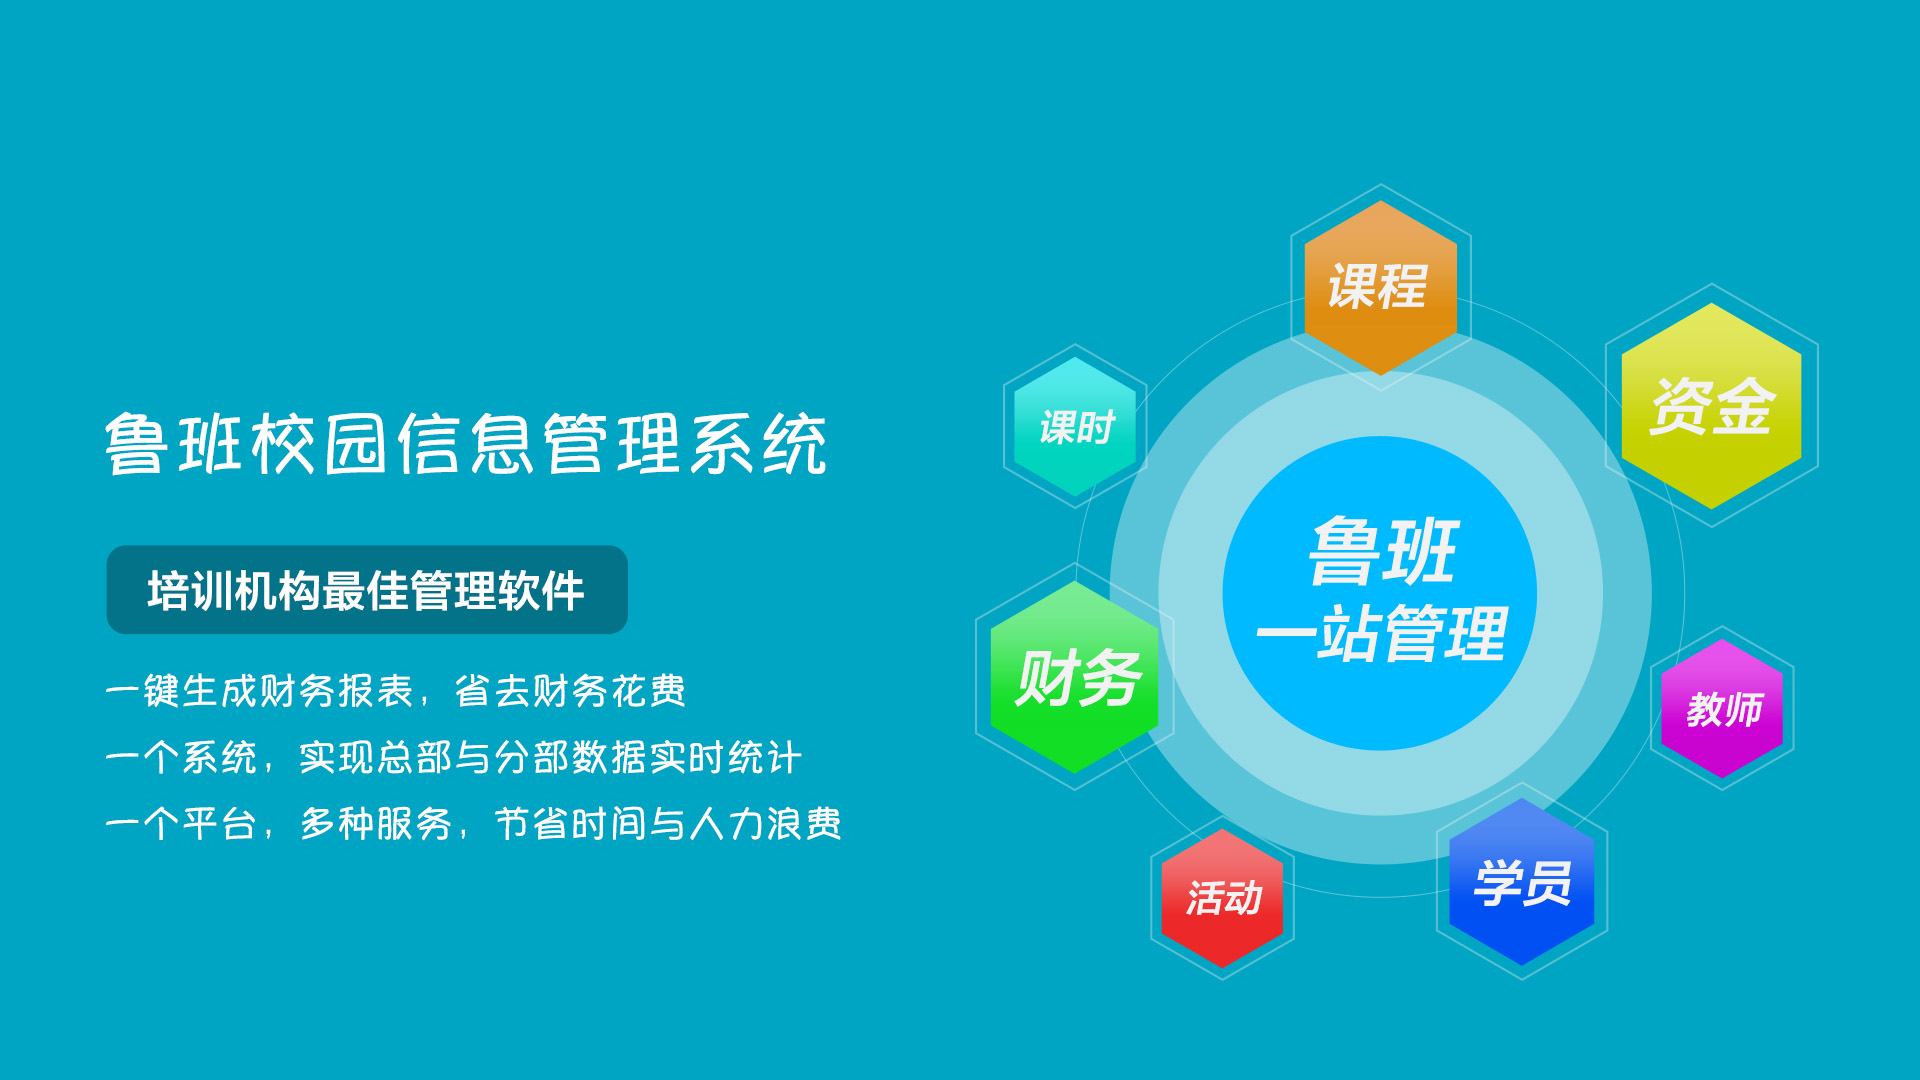 鲁班校园信息管理系统
培训机构最佳管理软件
一键生成财务报表，省去财务花费
一个系统，实现总部与分部数据实时统计
一个平台，多种服务，节省时间与人力浪费
课程
资金
课时
鲁班
一站管理
财务
教师
学员
活动